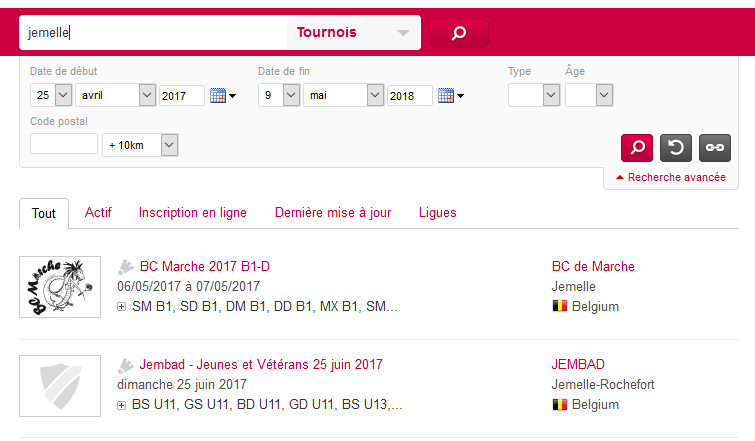 jemelle Tournois
Date de début Date de fin Type Âge
25 avril 2017 9 mai 2018
Code postal
+ 10km
Recherche avancée
Tout Actif Inscription en ligne Dernière mise à jour Ligues
BC Marche BC Marche 2017 B1-D BC de Marche
06/05/2017 à 07/05/2017 Jemelle
SM B1, SD B1, DM B1, DD B1, MX B1, SM... Belgium
Jembad - Jeunes et Vétérans 25 juin 2017 JEMBAD
dimanche 25 juin 2017 Jemelle-Rochefort
BS U11, GS U11, BD U11, GD U11, BS U13,... Belgium